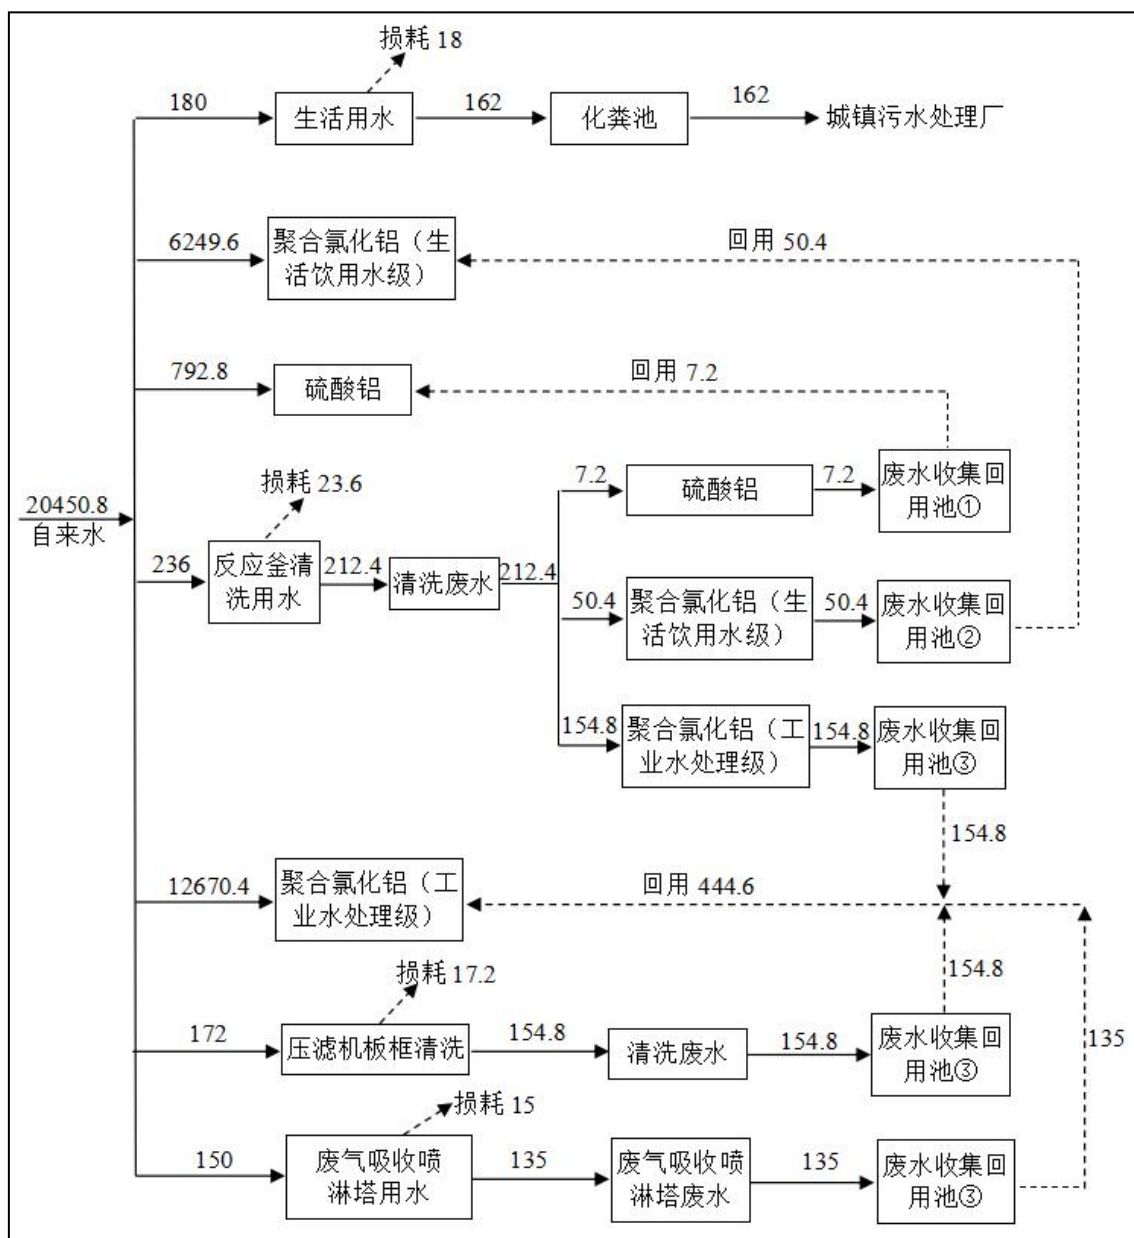 损耗 18
180
生活用水
162
化粪池
162
城镇污水处理厂
6249.6
聚合氯化铝（生
活饮用水级）
回用 50.4
792.8
硫酸铝
回用 7.2
20450.8
自来水
损耗 23.6
236
反应釜清
洗用水
212.4
清洗废水
212.4
7.2
硫酸铝
7.2
废水收集回
用池①
50.4
聚合氯化铝（生
活饮用水级）
50.4
废水收集回
用池②
154.8
聚合氯化铝（工
业水处理级）
154.8
废水收集回
用池③
154.8
12670.4
聚合氯化铝（工
业水处理级）
回用 444.6
损耗 17.2
172
压滤机板框清洗
154.8
清洗废水
154.8
废水收集回
用池③
154.8
135
损耗 15
150
废气吸收喷
淋塔用水
135
废气吸收喷
淋塔废水
135
废水收集回
用池③